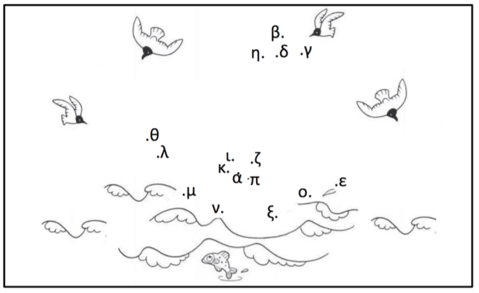 β.
η. .δ .γ
.θ
.λ
ι. .ζ
κ.
ά .π
.μ
ο. .ε
ν. ξ.